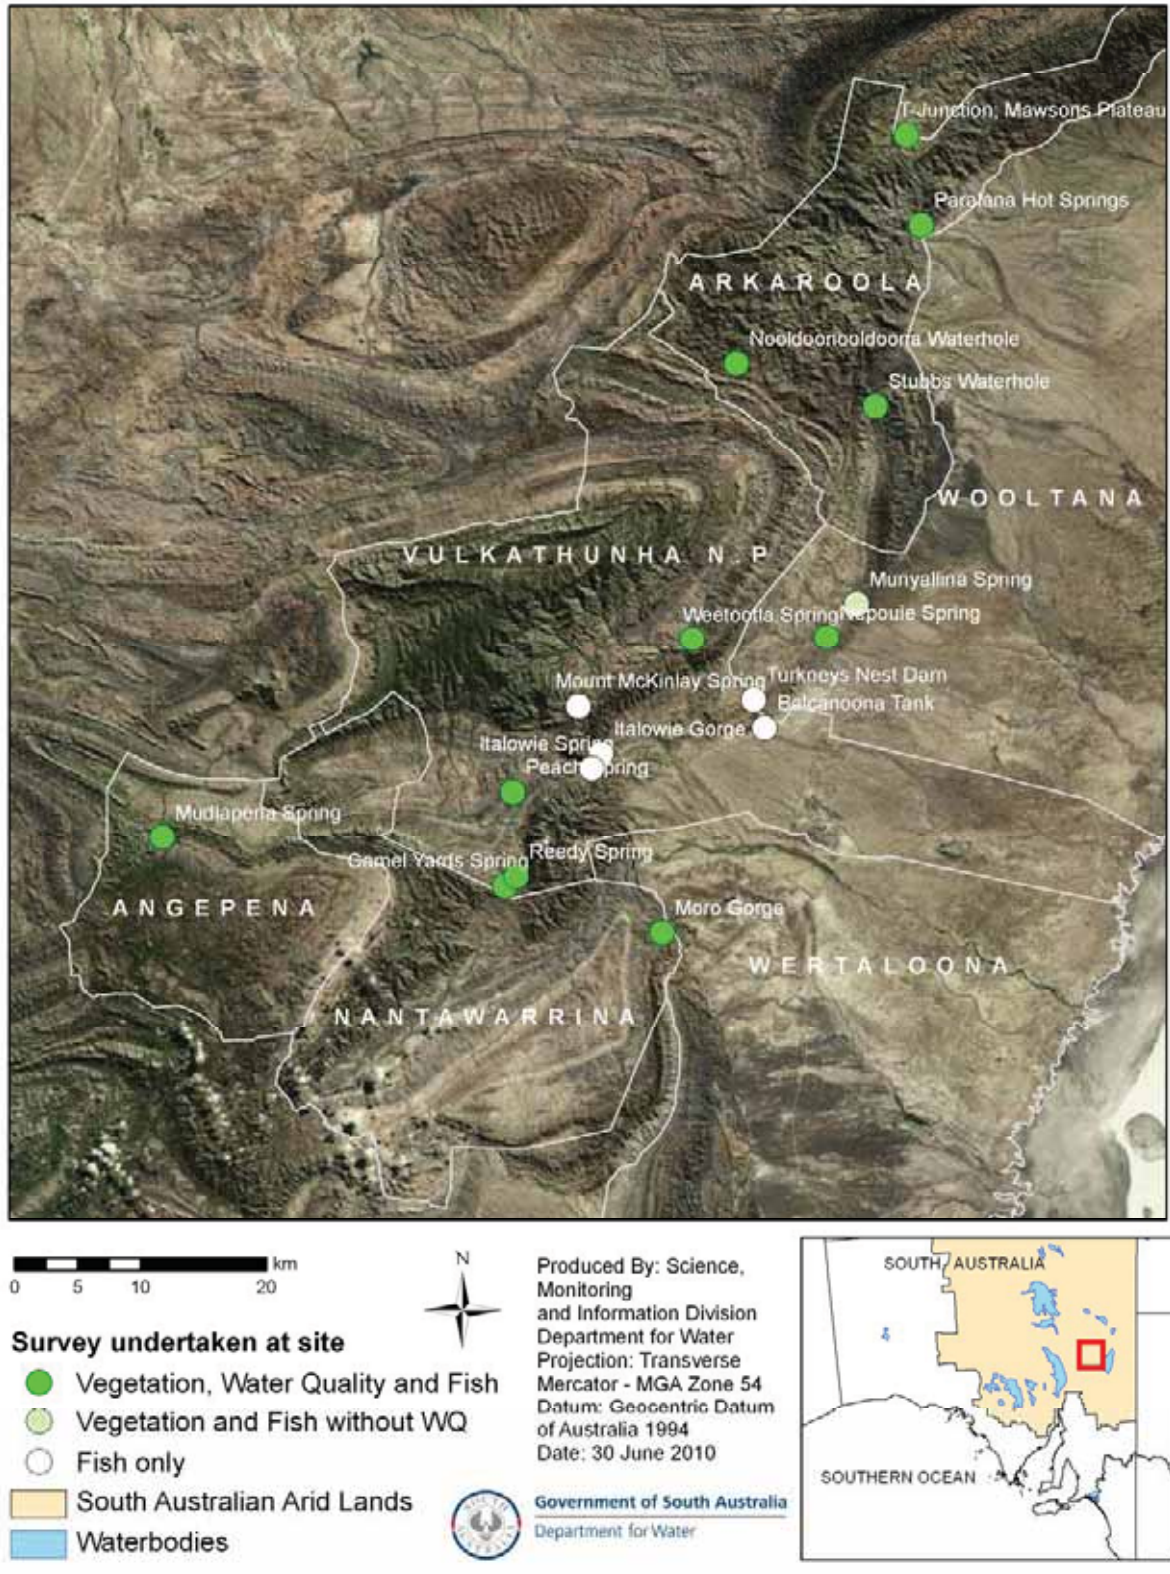 T-Junction; Mawsons Plateau
Paralana Hot Springs
ARKAROOLA
Nooldoonooldoorra Waterhole
Stubbs Waterhole
WOOLTANA
VULKATHUNHA N.P
Munyallina Spring
Weetootla Spring
Nepouie Spring
Mount McKinlay Spring
Turkneys Nest Dam
Balcanoona Tank
Italowie Gorge
Italowie Spring
Peach Spring
Mudlapena Spring
Reedy Spring
Camel Yards Spring
ANGEPENA
Moro Gorge
WERTALOONA
NANTAWARRINA
km
0 5 10 20
N
Survey undertaken at site
Vegetation, Water Quality and Fish
Vegetation and Fish without WQ
Fish only
South Australian Arid Lands
Waterbodies
Produced By: Science,
Monitoring
and Information Division
Department for Water
Projection: Transverse
Mercator - MGA Zone 54
Datum: Geocentric Datum
of Australia 1994
Date: 30 June 2010
Government of South Australia
Department for Water
SOUTH AUSTRALIA
SOUTHERN OCEAN